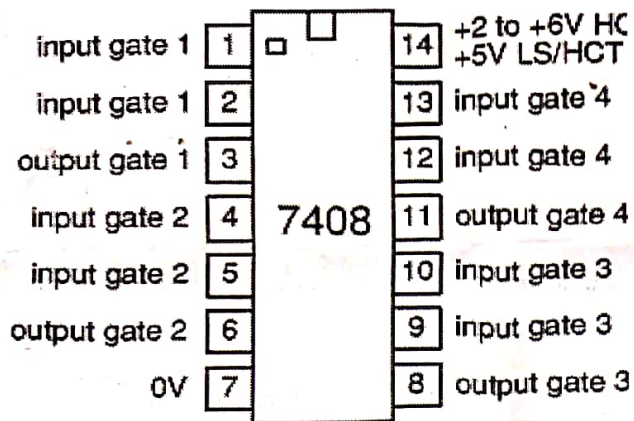 input gate 1 1
input gate 1 2
output gate 1 3
input gate 2 4
input gate 2 5
output gate 2 6
0V 7
7408
14 +2 to +6V HC
+5V LS/HCT
13 input gate 4
12 input gate 4
11 output gate 4
10 input gate 3
9 input gate 3
8 output gate 3